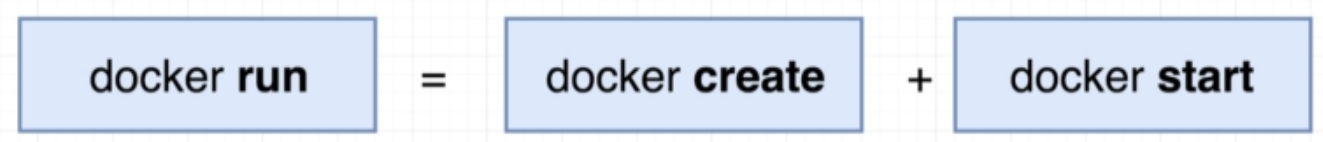 docker run = docker create + docker start